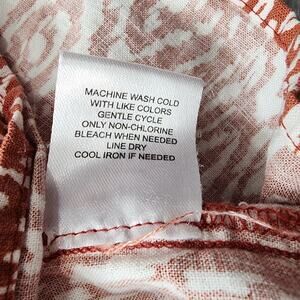 MACHINE WASH COLD
WITH LIKE COLORS
GENTLE CYCLE
ONLY NON-CHLORINE
BLEACH WHEN NEEDED
LINE DRY
COOL IRON IF NEEDED